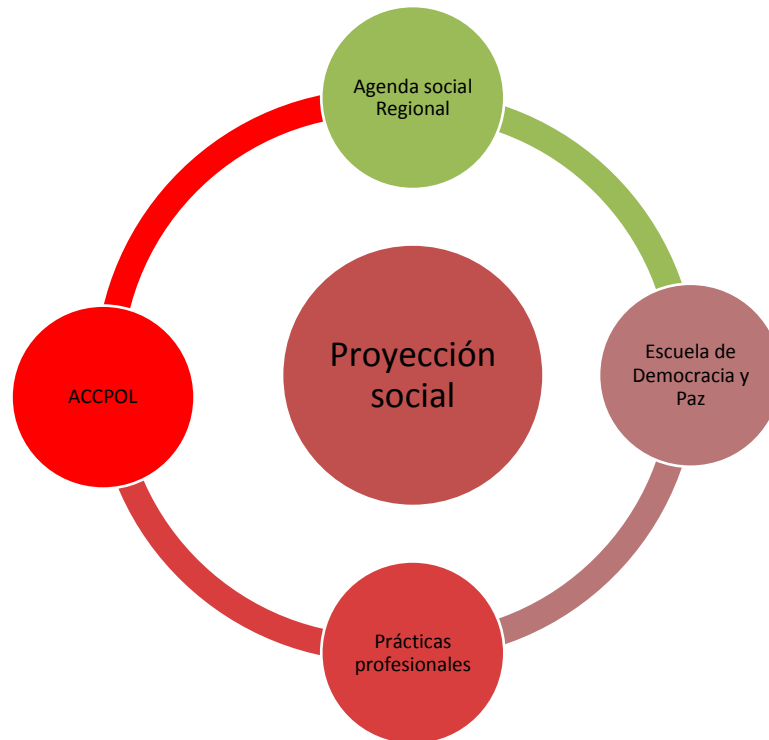 Agenda social
Regional
Proyección
social
Escuela de
Democracia y
Paz
ACCPOL
Prácticas
profesionales